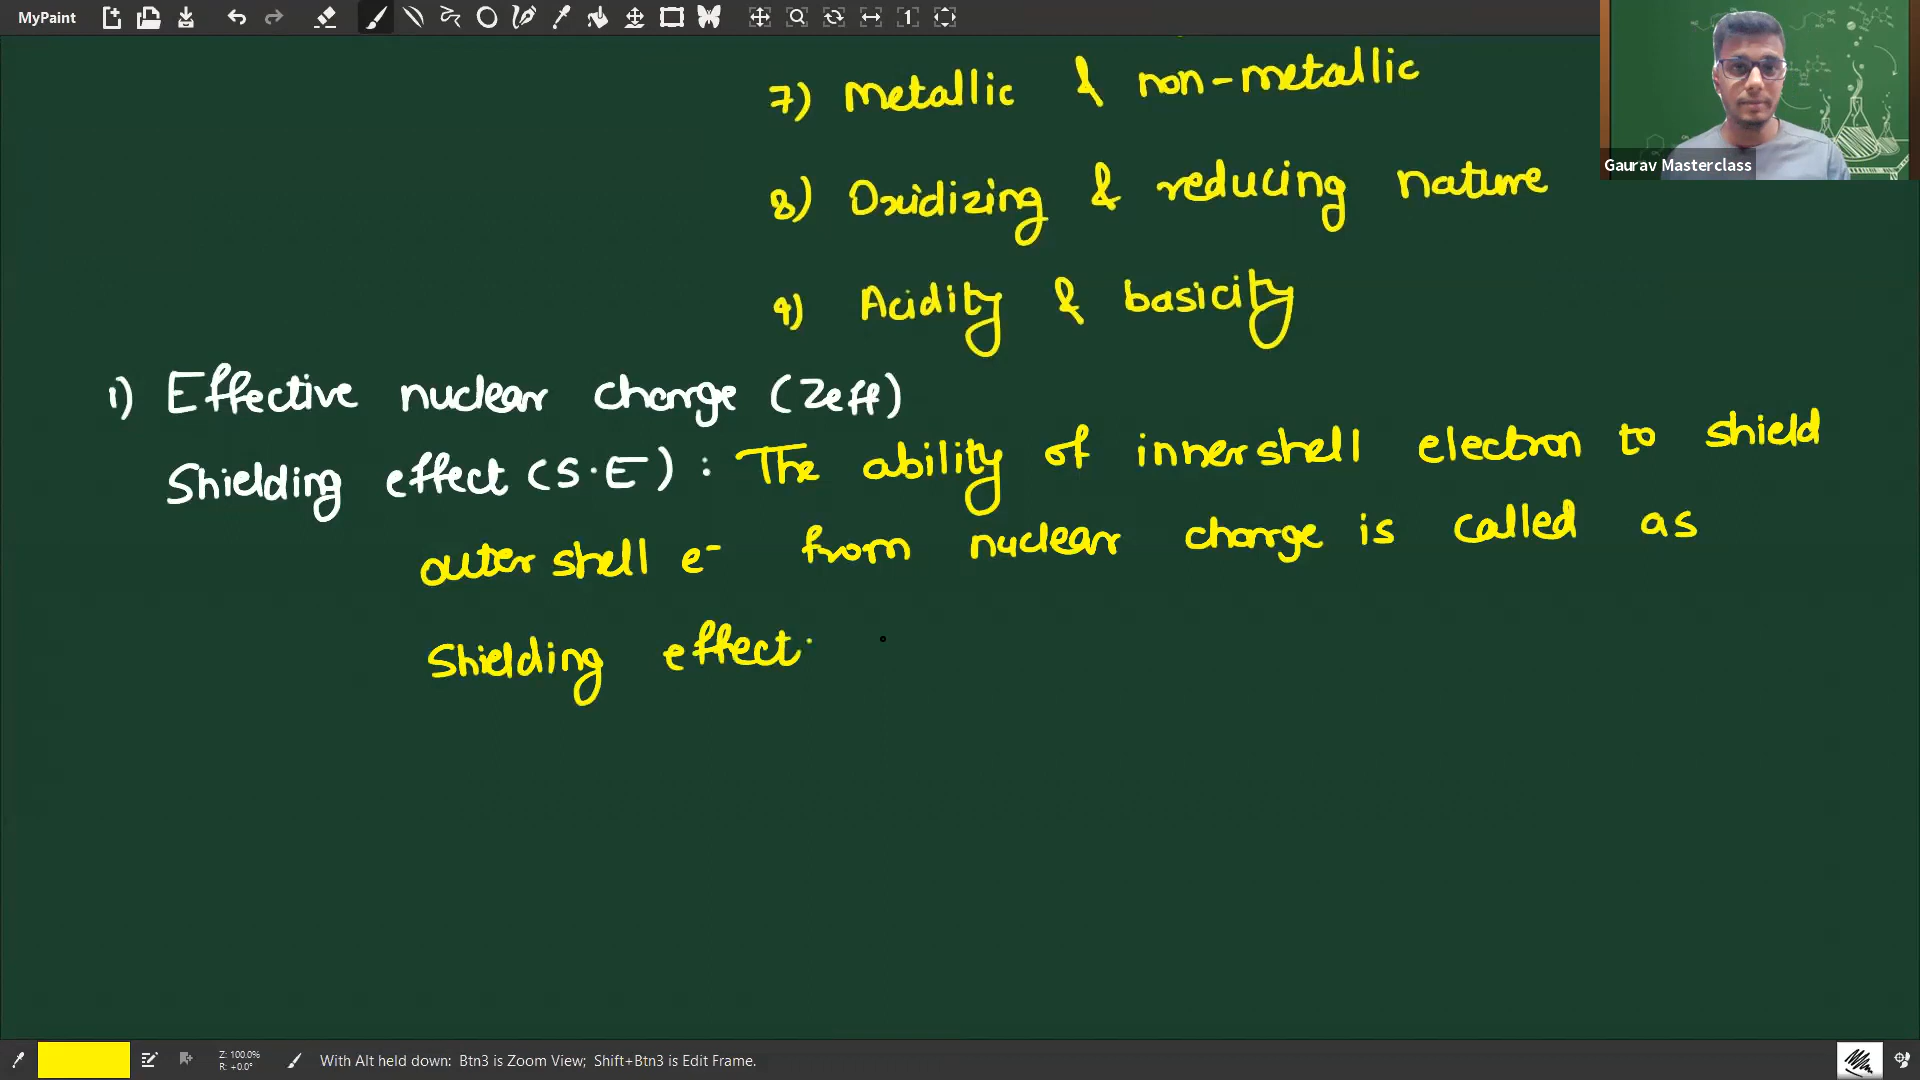 MyPaint
7) Metallic & non-metallic
Gaurav Masterclass
8) Oxidizing & reducing nature
9) Acidity & basicity
1) Effective nuclear charge (Zeff)
Shielding effect (S.E) : The ability of inner shell electron to shield
outer shell e- from nuclear charge is called as
Shielding effect.
Z: 100.0%
R: +0.0°
With Alt held down: Btn3 is Zoom View; Shift+Btn3 is Edit Frame.